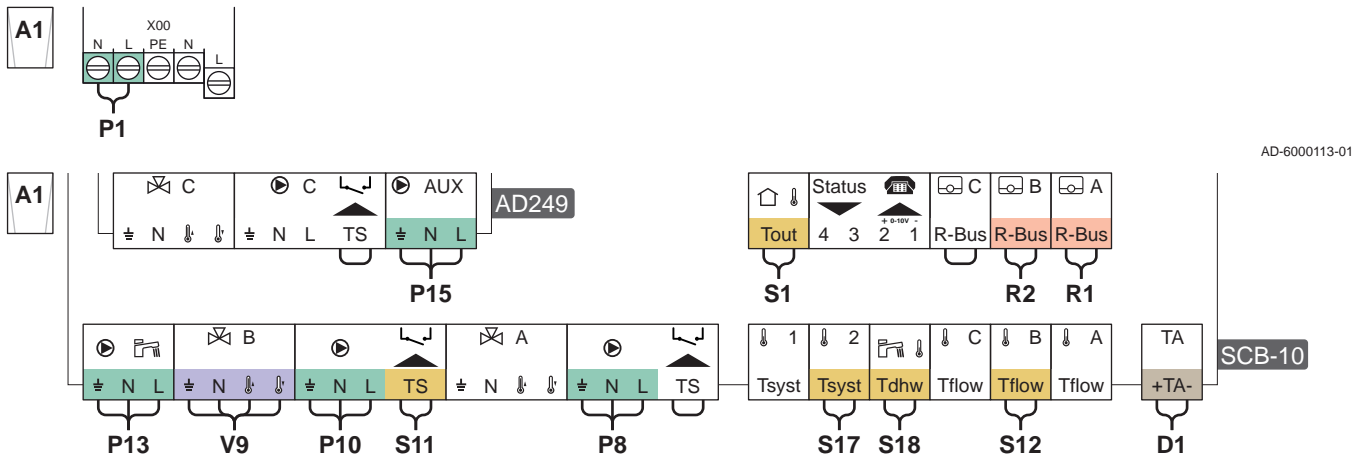 A1
X00
N L PE N L
P1
AD-6000113-01
A1
C C AUX AD249
N N L TS N L
P15
Status C B A
+ 0-10V -
Tout 4 3 2 1 R-Bus R-Bus R-Bus
S1 R2 R1
B A
N L N N L TS N N L TS
P13 V9 P10 S11 P8
1 2 C B A TA SCB-10
Tsyst Tsyst Tdhw Tflow Tflow Tflow +TA-
S17 S18 S12 D1